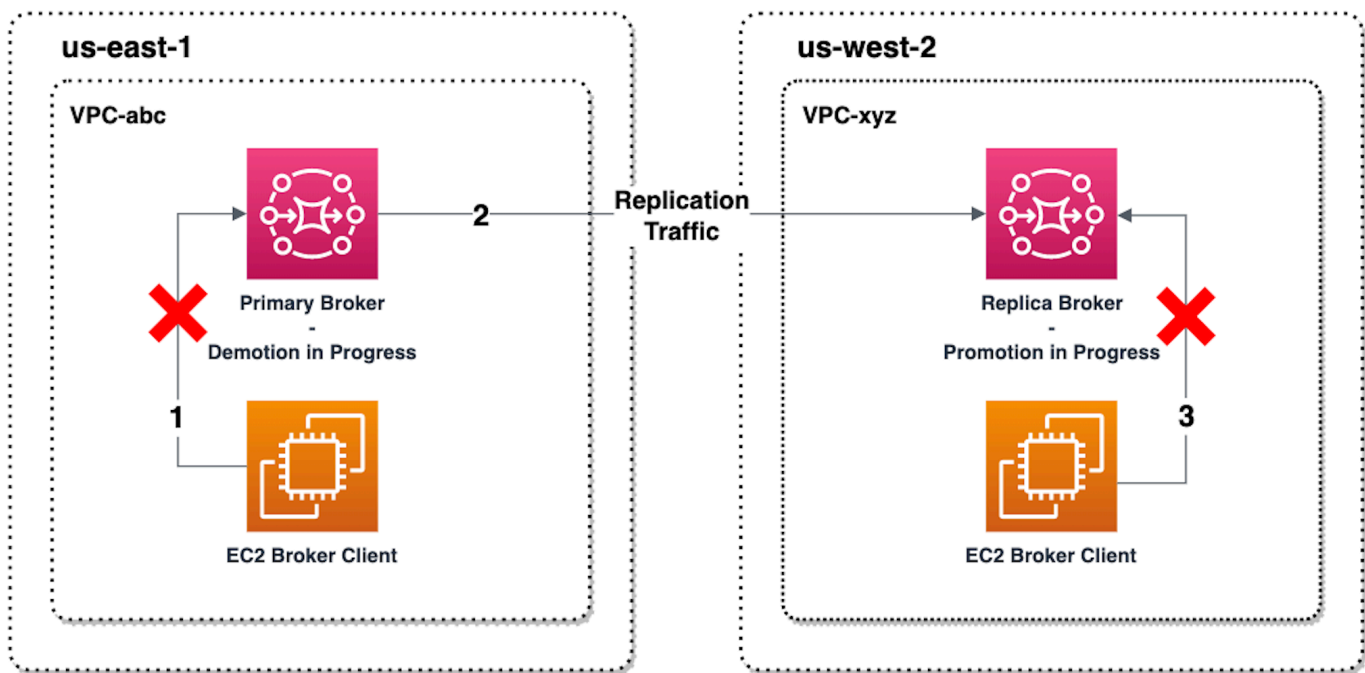 us-east-1
VPC-abc
Primary Broker
-
Demotion in Progress
1
EC2 Broker Client
2
Replication
Traffic
us-west-2
VPC-xyz
Replica Broker
-
Promotion in Progress
3
EC2 Broker Client